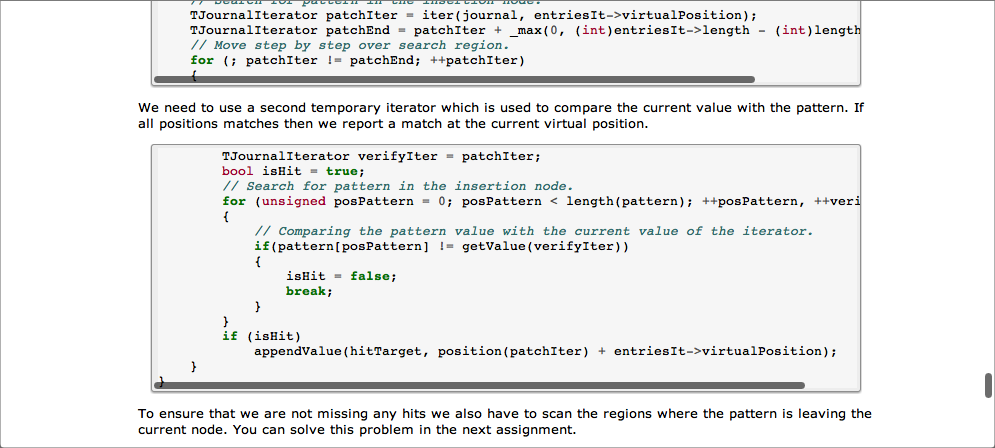 // Search for pattern in the insertion node.
TJournalIterator patchIter = iter(journal, entriesIt->virtualPosition);
TJournalIterator patchEnd = patchIter + _max(0, (int)entriesIt->length - (int)length
// Move step by step over search region.
for (; patchIter != patchEnd; ++patchIter)
{
We need to use a second temporary iterator which is used to compare the current value with the pattern. If
all positions matches then we report a match at the current virtual position.
TJournalIterator verifyIter = patchIter;
bool isHit = true;
// Search for pattern in the insertion node.
for (unsigned posPattern = 0; posPattern < length(pattern); ++posPattern, ++veri
{
// Comparing the pattern value with the current value of the iterator.
if(pattern[posPattern] != getValue(verifyIter))
{
isHit = false;
break;
}
}
if (isHit)
appendValue(hitTarget, position(patchIter) + entriesIt->virtualPosition);
}
}
To ensure that we are not missing any hits we also have to scan the regions where the pattern is leaving the
current node. You can solve this problem in the next assignment.